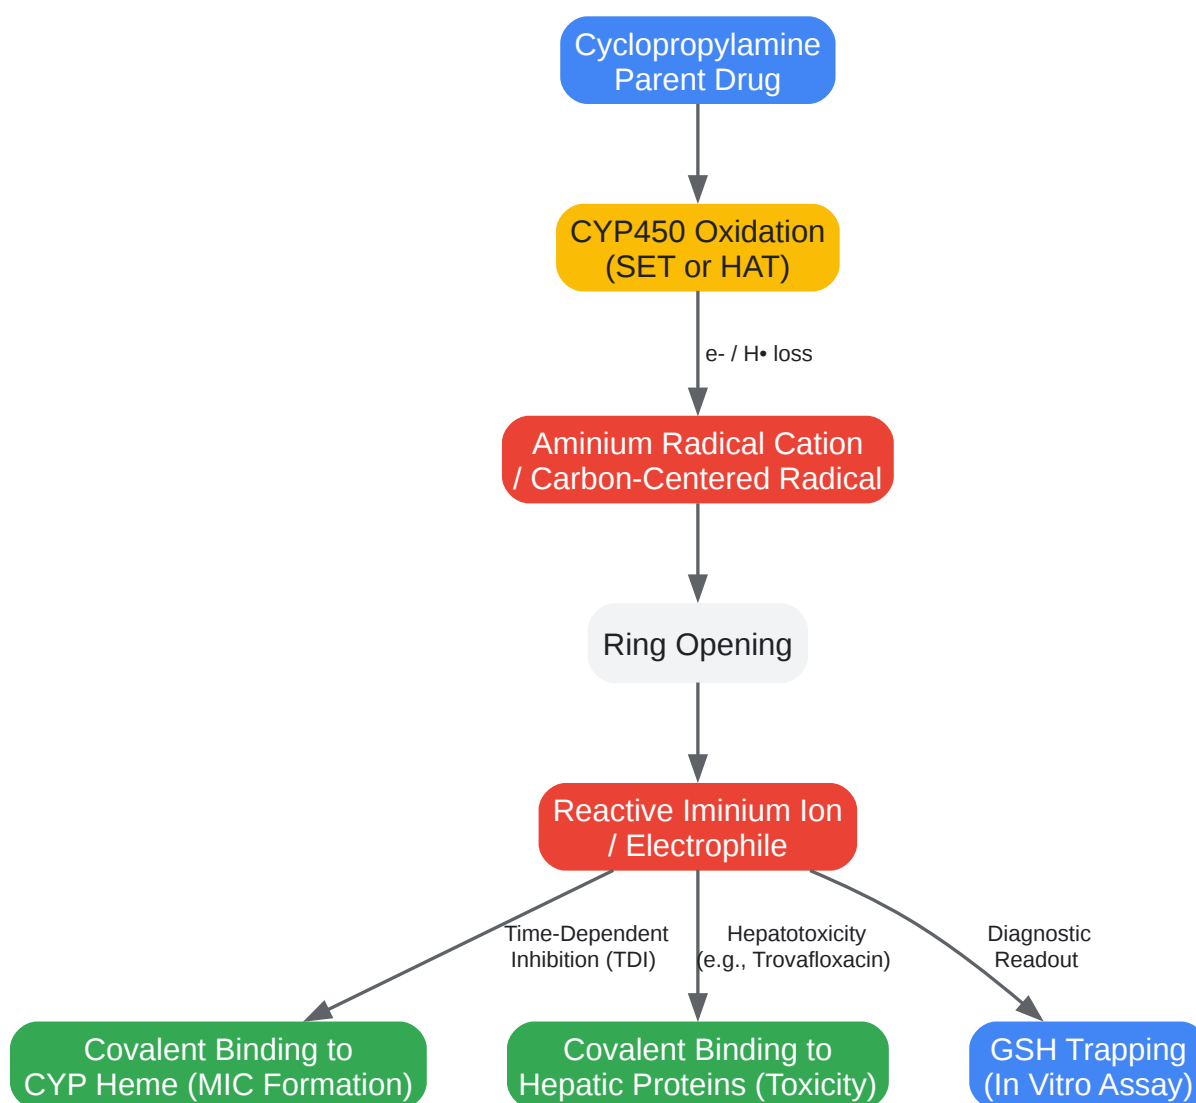 Cyclopropylamine
Parent Drug
CYP450 Oxidation
(SET or HAT)
e- / H• loss
Aminium Radical Cation
/ Carbon-Centered Radical
Ring Opening
Reactive Iminium Ion
/ Electrophile
Time-Dependent
Inhibition (TDI)
Hepatotoxicity
(e.g., Trovafloxacin)
Diagnostic
Readout
Covalent Binding to
CYP Heme (MIC Formation)
Covalent Binding to
Hepatic Proteins (Toxicity)
GSH Trapping
(In Vitro Assay)